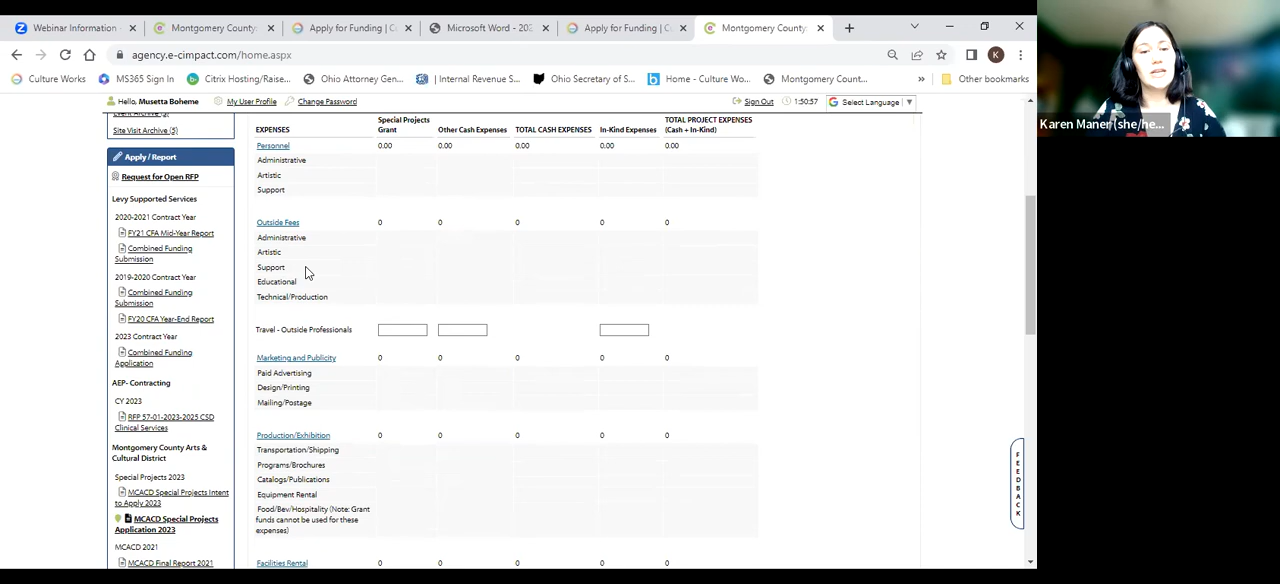 Webinar Information
Montgomery County
Apply for Funding | C
Microsoft Word - 202
Apply for Funding | C
Montgomery County
agency.e-cimpact.com/home.aspx
K
Culture Works
MS365 Sign In
Citrix Hosting/Raise...
Ohio Attorney Gen...
| Internal Revenue S...
Ohio Secretary of S...
Home - Culture Wo...
Montgomery Count...
»
Other bookmarks
Hello, Musetta Boheme
My User Profile
Change Password
Sign Out
1:50:57
Select Language
Karen Maner (she/he...
Site Visit Archive (5)
Apply / Report
Request for Open RFP
Levy Supported Services
2020-2021 Contract Year
FY21 CFA Mid-Year Report
Combined Funding
Submission
2019-2020 Contract Year
Combined Funding
Submission
FY20 CFA Year-End Report
2023 Contract Year
Combined Funding
Application
AEP- Contracting
CY 2023
RFP 57-01-2023-2025 CSD
Clinical Services
Montgomery County Arts &
Cultural District
Special Projects 2023
MCACD Special Projects Intent
to Apply 2023
MCACD Special Projects
Application 2023
MCACD 2021
MCACD Final Report 2021
EXPENSES
Special Projects
Grant
Other Cash Expenses
TOTAL CASH EXPENSES
In-Kind Expenses
TOTAL PROJECT EXPENSES
(Cash + In-Kind)
Personnel 0.00 0.00 0.00 0.00 0.00
Administrative
Artistic
Support
Outside Fees 0 0 0 0 0
Administrative
Artistic
Support
Educational
Technical/Production
Travel - Outside Professionals
Marketing and Publicity 0 0 0 0 0
Paid Advertising
Design/Printing
Mailing/Postage
Production/Exhibition 0 0 0 0 0
Transportation/Shipping
Programs/Brochures
Catalogs/Publications
Equipment Rental
Food/Bev/Hospitality (Note: Grant
funds cannot be used for these
expenses)
Facilities Rental 0 0 0 0 0
FEEDBACK